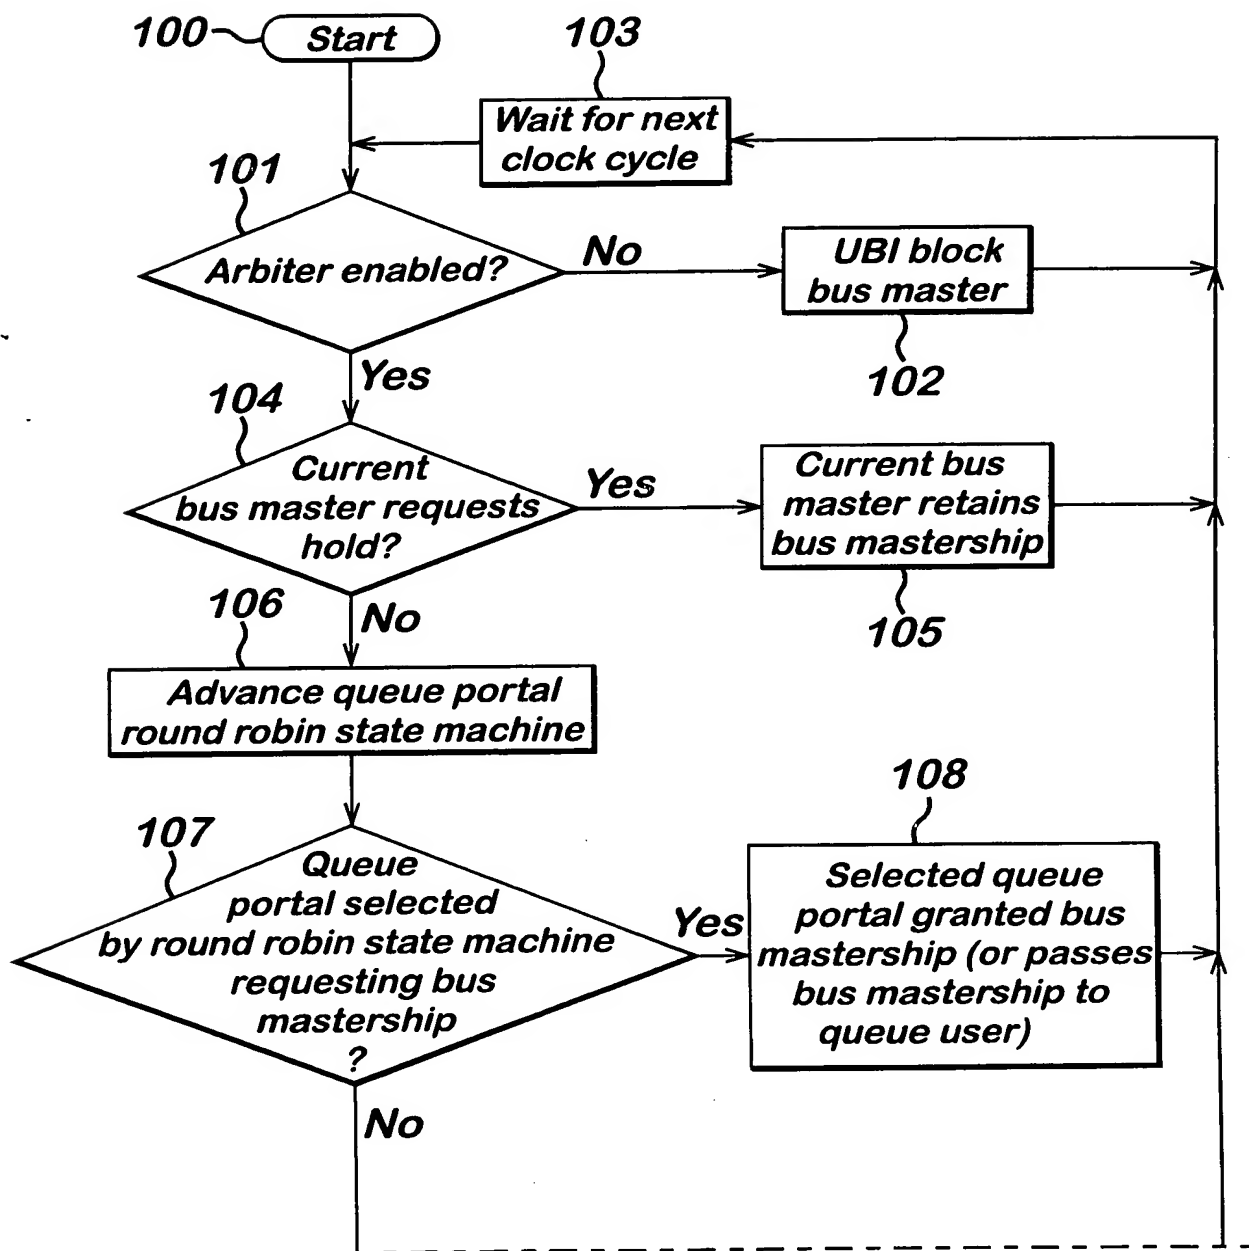 100
Start
103
Wait for next
clock cycle
101
Arbiter enabled?
No
UBI block
bus master
102
Yes
104
Current
bus master requests
hold?
Yes
Current bus
master retains
bus mastership
105
No
106
Advance queue portal
round robin state machine
107
Queue
portal selected
by round robin state machine
requesting bus
mastership
?
Yes
108
Selected queue
portal granted bus
mastership (or passes
bus mastership to
queue user)
No